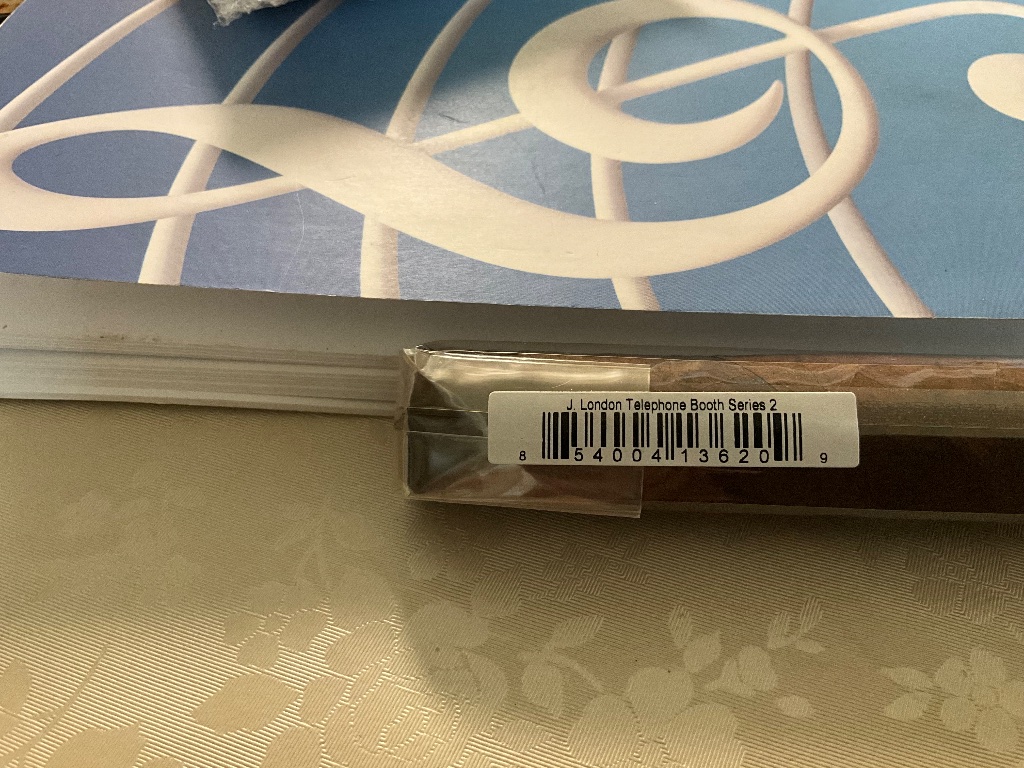 J. London Telephone Booth Series 2
8 54004 13620 9